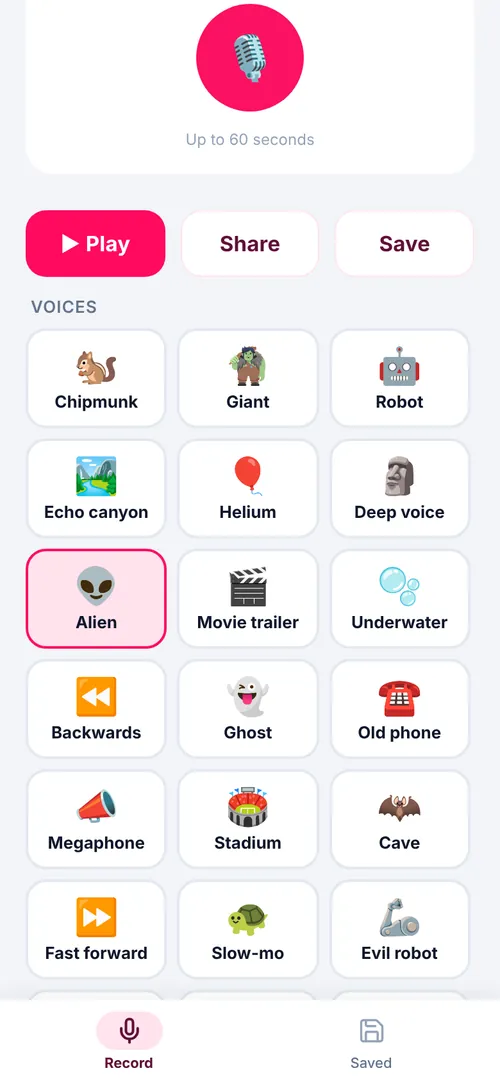 Up to 60 seconds
Play
Share
Save
VOICES
Chipmunk
Giant
Robot
Echo canyon
Helium
Deep voice
Alien
Movie trailer
Underwater
Backwards
Ghost
Old phone
Megaphone
Stadium
Cave
Fast forward
Slow-mo
Evil robot
Record
Saved